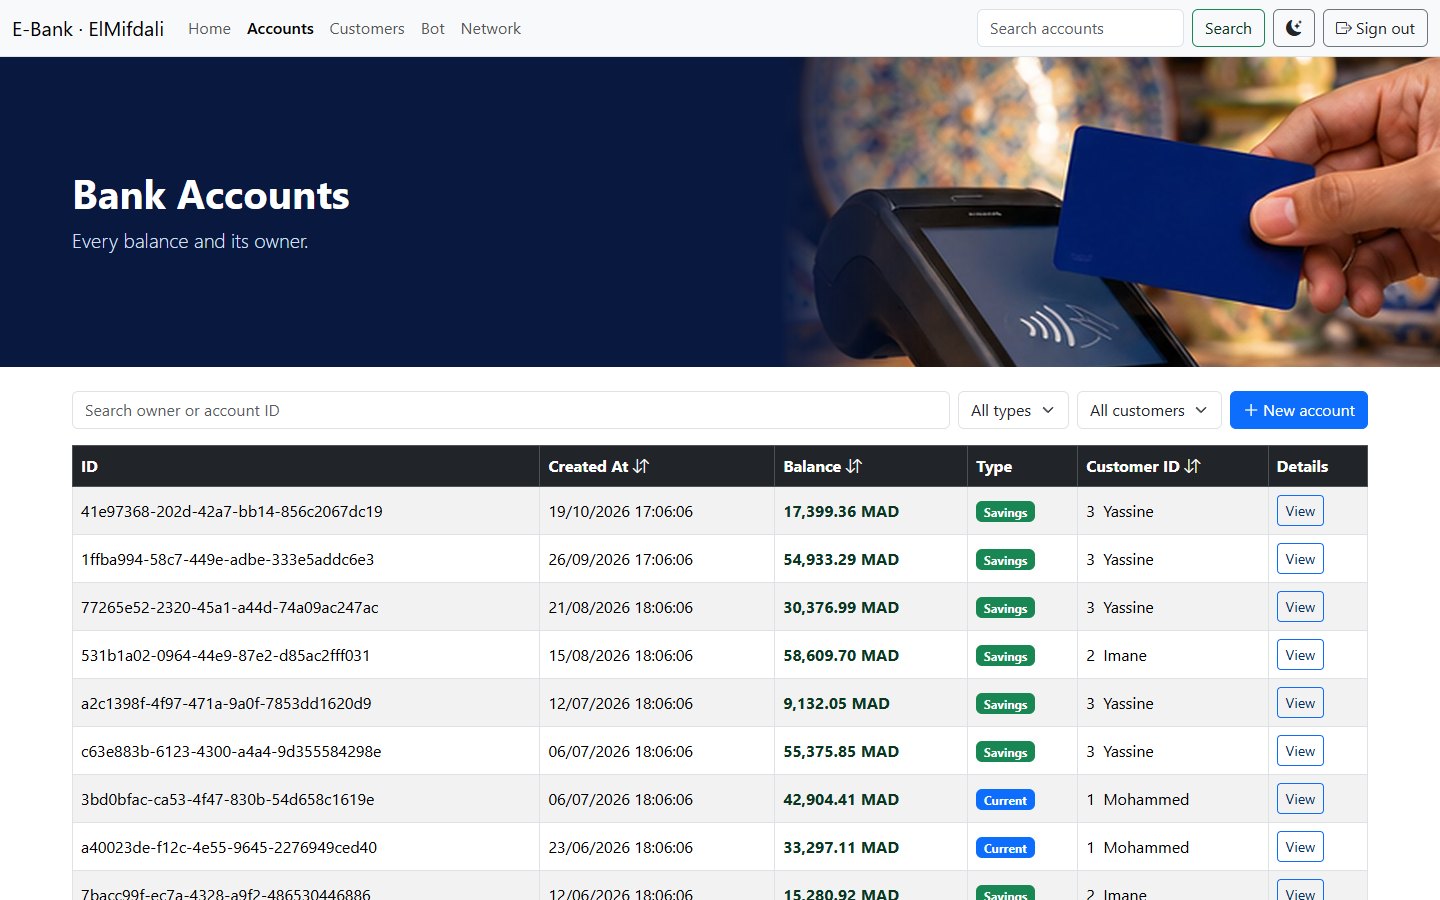 E-Bank · ElMifdali Home Accounts Customers Bot Network Search accounts Search Sign out
Bank Accounts
Every balance and its owner.
Search owner or account ID All types All customers + New account
ID Created At Balance Type Customer ID Details
41e97368-202d-42a7-bb14-856c2067dc19 19/10/2026 17:06:06 17,399.36 MAD Savings 3 Yassine View
1ffba994-58c7-449e-adbe-333e5addc6e3 26/09/2026 17:06:06 54,933.29 MAD Savings 3 Yassine View
77265e52-2320-45a1-a44d-74a09ac247ac 21/08/2026 18:06:06 30,376.99 MAD Savings 3 Yassine View
531b1a02-0964-44e9-87e2-d85ac2fff031 15/08/2026 18:06:06 58,609.70 MAD Savings 2 Imane View
a2c1398f-4f97-471a-9a0f-7853dd1620d9 12/07/2026 18:06:06 9,132.05 MAD Savings 3 Yassine View
c63e883b-6123-4300-a4a4-9d355584298e 06/07/2026 18:06:06 55,375.85 MAD Savings 3 Yassine View
3bd0bfac-ca53-4f47-830b-54d658c1619e 06/07/2026 18:06:06 42,904.41 MAD Current 1 Mohammed View
a40023de-f12c-4e55-9645-2276949ced40 23/06/2026 18:06:06 33,297.11 MAD Current 1 Mohammed View
7bacc99f-ec7a-4328-a9f2-486530446886 12/06/2026 18:06:06 15,280.92 MAD Savings 2 Imane View